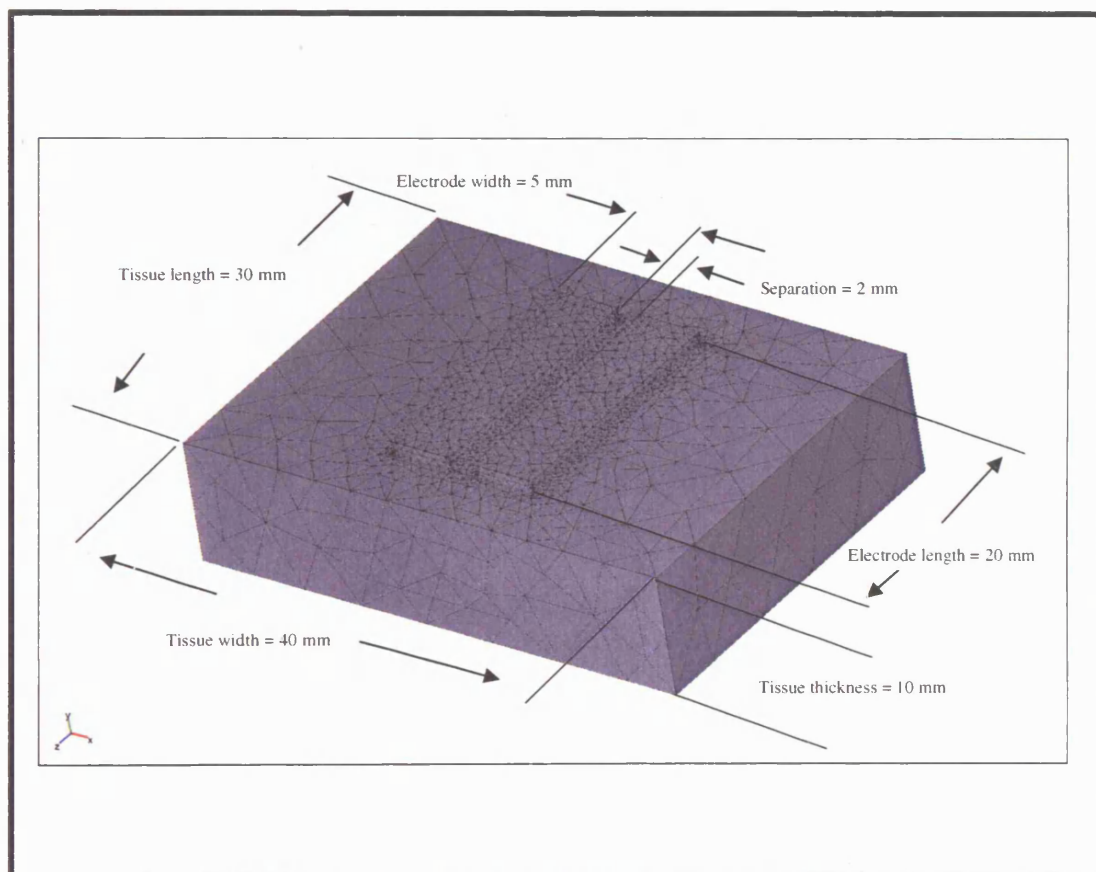 Electrode width = 5 mm
Tissue length = 30 mm
Separation = 2 mm
Electrode length = 20 mm
Tissue width = 40 mm
Tissue thickness = 10 mm
y
z
x